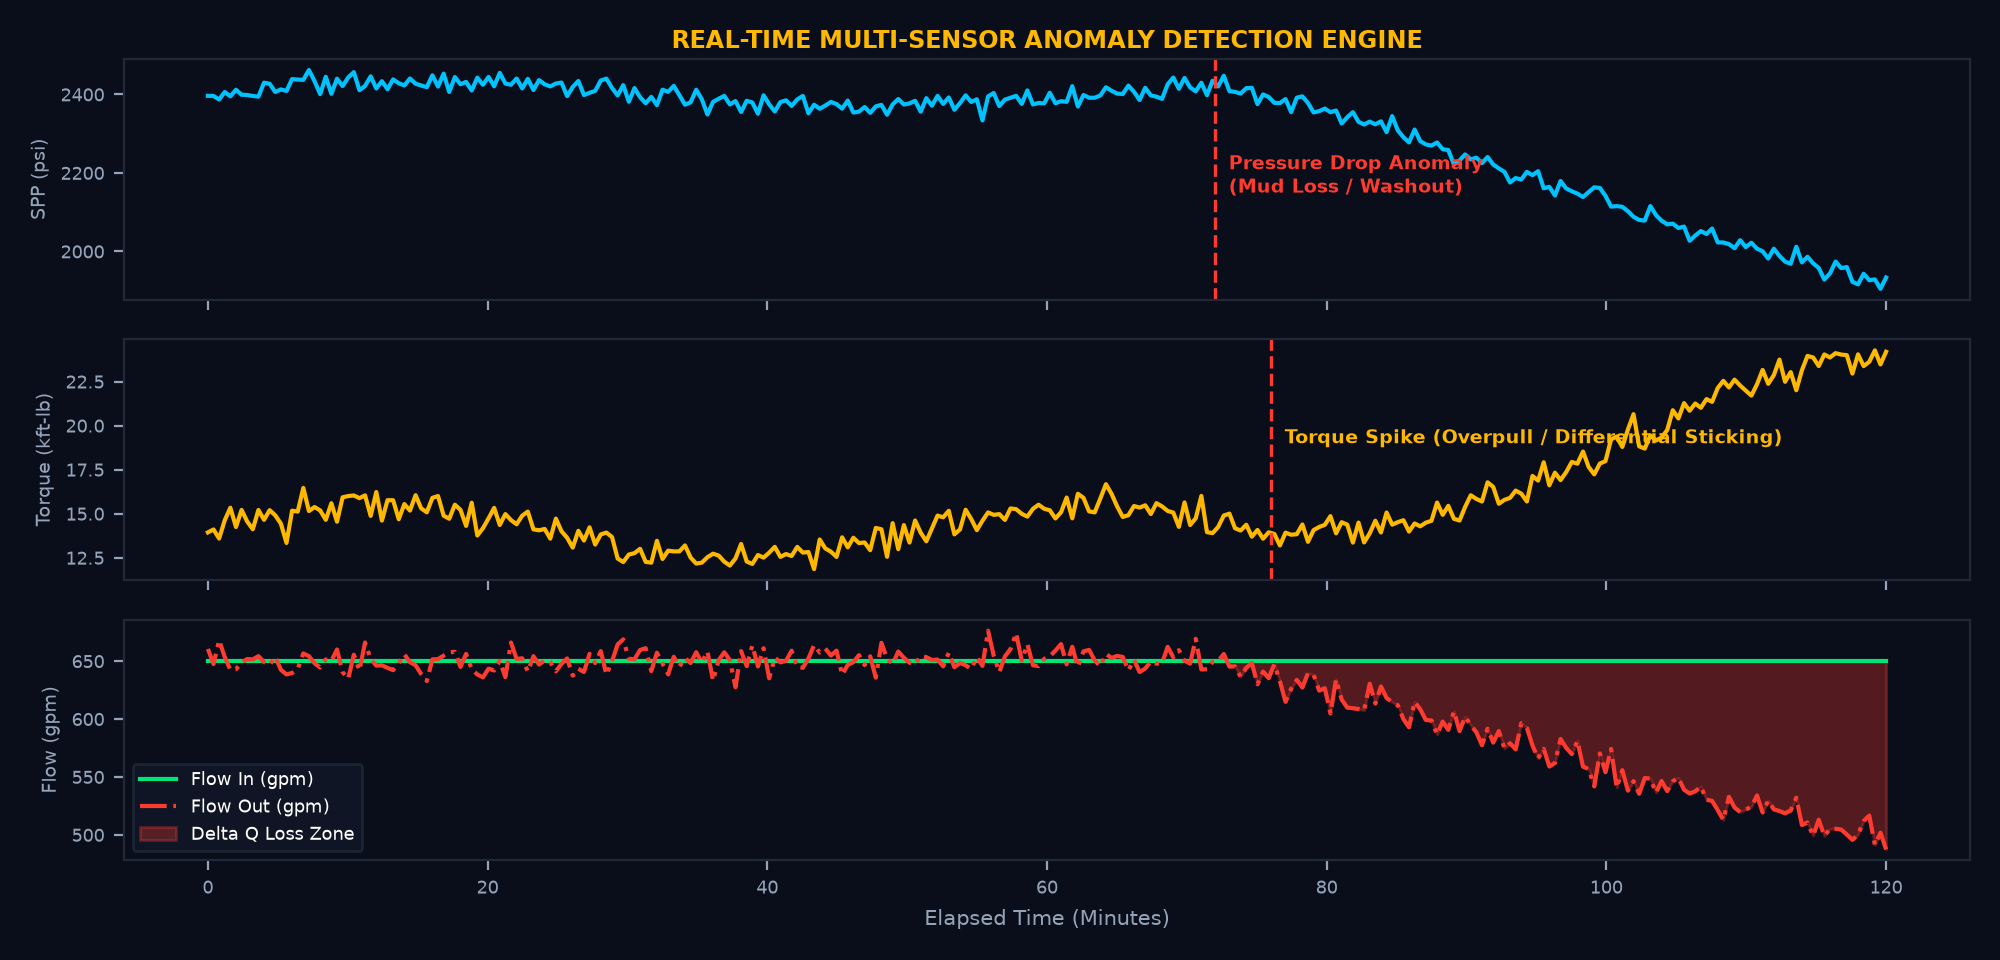 REAL-TIME MULTI-SENSOR ANOMALY DETECTION ENGINE
SPP (psi)
2400
2200
2000
Pressure Drop Anomaly
(Mud Loss / Washout)
Torque (kft-lb)
22.5
20.0
17.5
15.0
12.5
Torque Spike (Overpull / Differential Sticking)
Flow (gpm)
650
600
550
500
Flow In (gpm)
Flow Out (gpm)
Delta Q Loss Zone
0 20 40 60 80 100 120
Elapsed Time (Minutes)